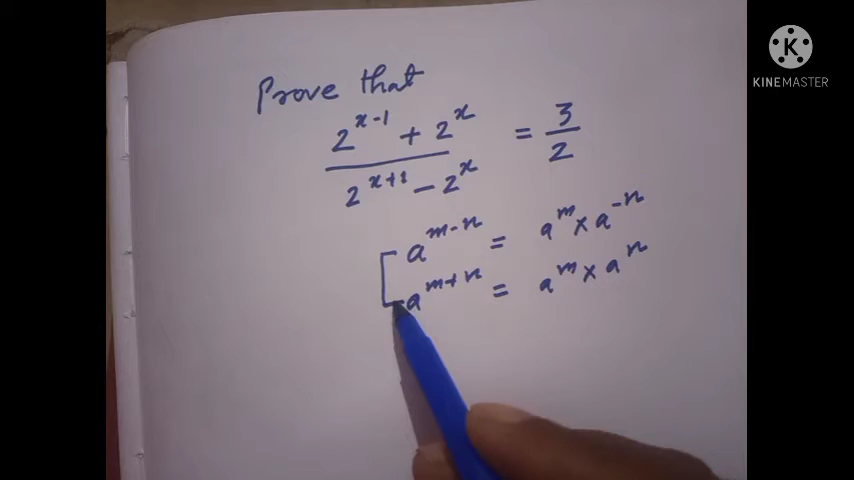 Prove that
2^{x-1} + 2^x / 2^{x+1} - 2^x = 3/2
a^{m-n} = a^m × a^{-n}
a^{m+n} = a^m × a^n
K
KINEMASTER